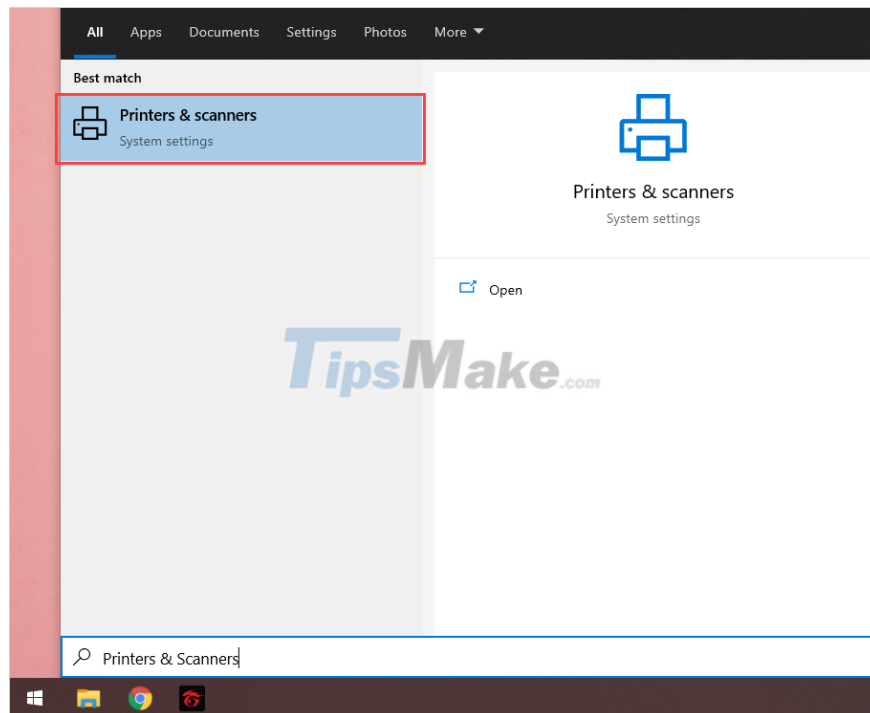 All Apps Documents Settings Photos More
Best match
Printers & scanners
System settings
Printers & scanners
System settings
Open
TipsMake.com
Printers & Scanners